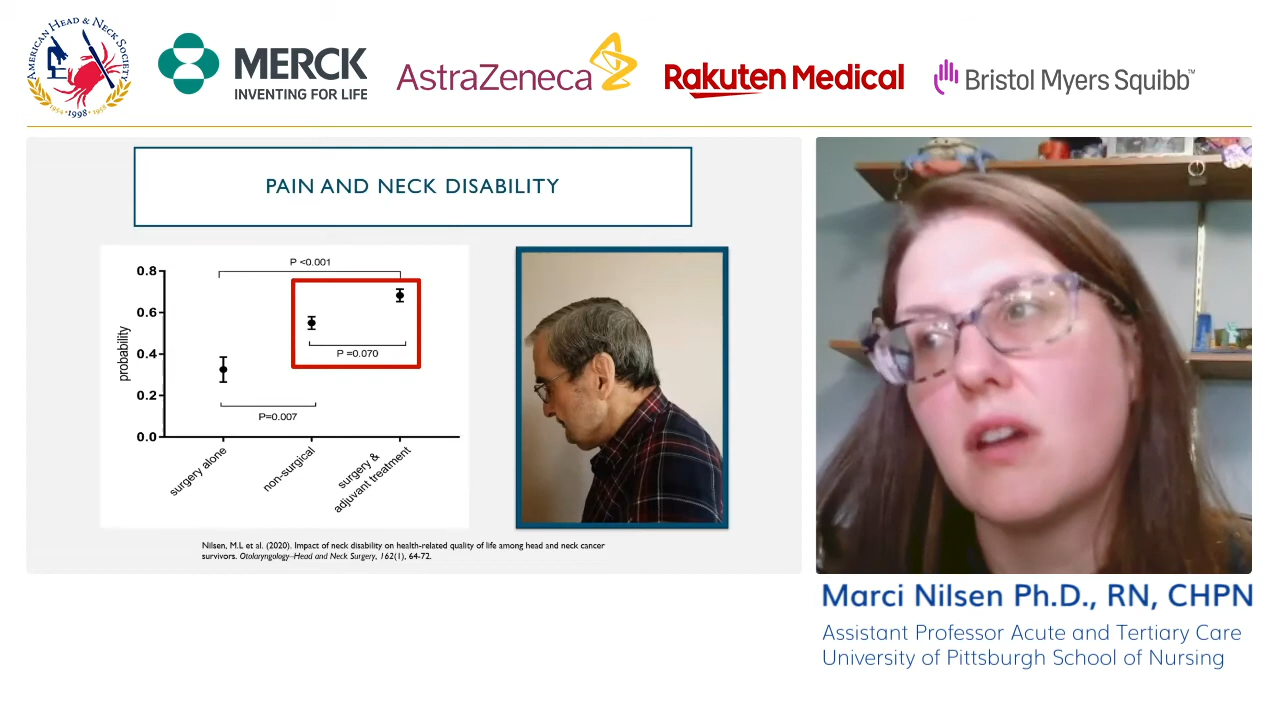 AMERICAN HEAD & NECK SOCIETY
1954 • 1998 • 1958
MERCK
INVENTING FOR LIFE
AstraZeneca
Rakuten Medical
Bristol Myers Squibb™
PAIN AND NECK DISABILITY
P <0.001
0.8
0.6
0.4
0.2
0.0
probability
P =0.070
P=0.007
surgery alone
non-surgical
surgery &
adjuvant treatment
Nilsen, M.L et al. (2020). Impact of neck disability on health-related quality of life among head and neck cancer
survivors. Otolaryngology–Head and Neck Surgery, 162(1), 64-72.
Marci Nilsen Ph.D., RN, CHPN
Assistant Professor Acute and Tertiary Care
University of Pittsburgh School of Nursing